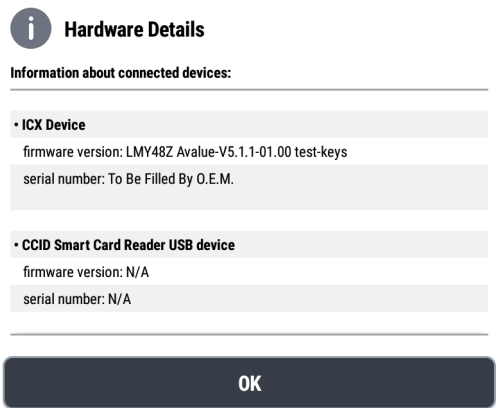 Hardware Details
Information about connected devices:
• ICX Device
firmware version: LMY48Z Avalue-V5.1.1-01.00 test-keys
serial number: To Be Filled By O.E.M.
• CCID Smart Card Reader USB device
firmware version: N/A
serial number: N/A
OK